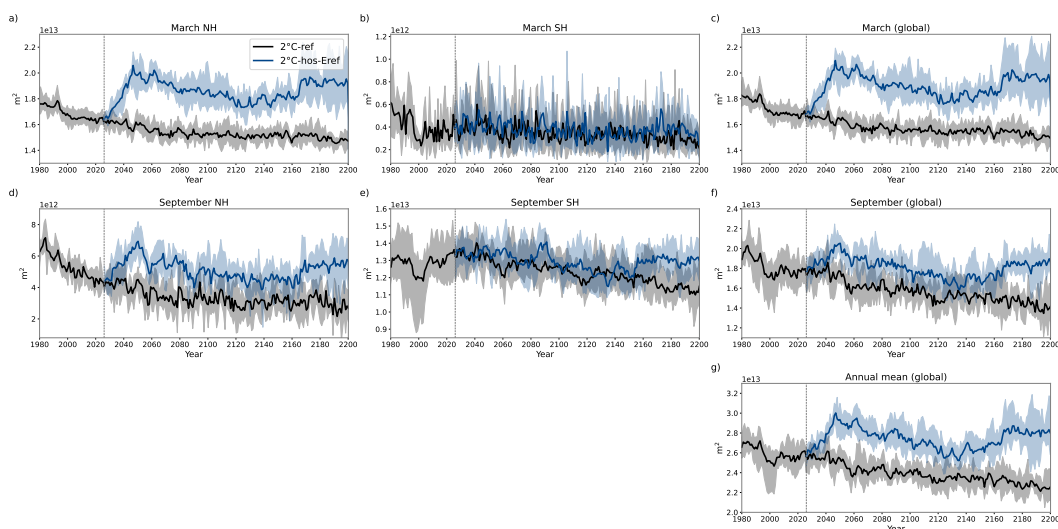 a)
March NH
1e13
2.2
2.0
1.8
1.6
1.4
m²
2°C-ref
2°C-hos-Eref
1980 2000 2020 2040 2060 2080 2100 2120 2140 2160 2180 2200
Year
b)
March SH
1e12
1.2
1.0
0.8
0.6
0.4
0.2
m²
1980 2000 2020 2040 2060 2080 2100 2120 2140 2160 2180 2200
Year
c)
March (global)
1e13
2.2
2.0
1.8
1.6
1.4
m²
1980 2000 2020 2040 2060 2080 2100 2120 2140 2160 2180 2200
Year
d)
September NH
1e12
8
6
4
2
m²
1980 2000 2020 2040 2060 2080 2100 2120 2140 2160 2180 2200
Year
e)
September SH
1e13
1.6
1.5
1.4
1.3
1.2
1.1
1.0
0.9
m²
1980 2000 2020 2040 2060 2080 2100 2120 2140 2160 2180 2200
Year
f)
September (global)
1e13
2.4
2.2
2.0
1.8
1.6
1.4
1.2
m²
1980 2000 2020 2040 2060 2080 2100 2120 2140 2160 2180 2200
Year
g)
Annual mean (global)
1e13
3.2
3.0
2.8
2.6
2.4
2.2
2.0
m²
1980 2000 2020 2040 2060 2080 2100 2120 2140 2160 2180 2200
Year